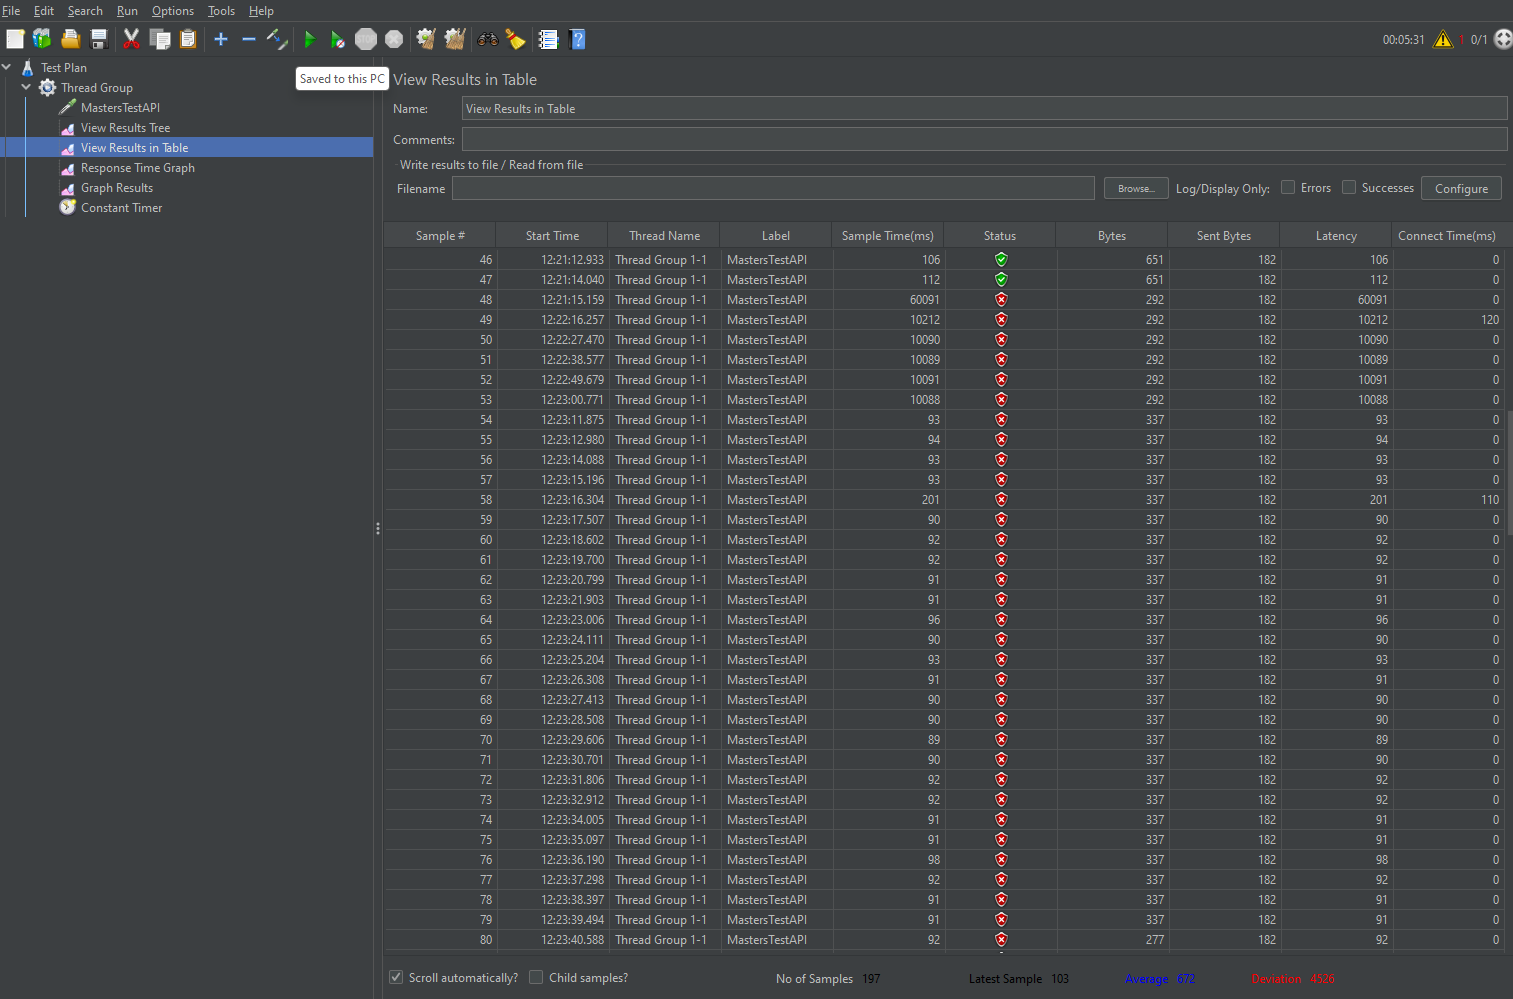 File Edit Search Run Options Tools Help
00:05:31 1 0/1
Test Plan
Thread Group
MastersTestAPI
View Results Tree
View Results in Table
Response Time Graph
Graph Results
Constant Timer
Saved to this PC
View Results in Table
Name: View Results in Table
Comments:
Write results to file / Read from file
Filename Browse... Log/Display Only: Errors Successes Configure
Sample # Start Time Thread Name Label Sample Time(ms) Status Bytes Sent Bytes Latency Connect Time(ms)
46 12:21:12.933 Thread Group 1-1 MastersTestAPI 106 651 182 106 0
47 12:21:14.040 Thread Group 1-1 MastersTestAPI 112 651 182 112 0
48 12:21:15.159 Thread Group 1-1 MastersTestAPI 60091 292 182 60091 0
49 12:22:16.257 Thread Group 1-1 MastersTestAPI 10212 292 182 10212 120
50 12:22:27.470 Thread Group 1-1 MastersTestAPI 10090 292 182 10090 0
51 12:22:38.577 Thread Group 1-1 MastersTestAPI 10089 292 182 10089 0
52 12:22:49.679 Thread Group 1-1 MastersTestAPI 10091 292 182 10091 0
53 12:23:00.771 Thread Group 1-1 MastersTestAPI 10088 292 182 10088 0
54 12:23:11.875 Thread Group 1-1 MastersTestAPI 93 337 182 93 0
55 12:23:12.980 Thread Group 1-1 MastersTestAPI 94 337 182 94 0
56 12:23:14.088 Thread Group 1-1 MastersTestAPI 93 337 182 93 0
57 12:23:15.196 Thread Group 1-1 MastersTestAPI 93 337 182 93 0
58 12:23:16.304 Thread Group 1-1 MastersTestAPI 201 337 182 201 110
59 12:23:17.507 Thread Group 1-1 MastersTestAPI 90 337 182 90 0
60 12:23:18.602 Thread Group 1-1 MastersTestAPI 92 337 182 92 0
61 12:23:19.700 Thread Group 1-1 MastersTestAPI 92 337 182 92 0
62 12:23:20.799 Thread Group 1-1 MastersTestAPI 91 337 182 91 0
63 12:23:21.903 Thread Group 1-1 MastersTestAPI 91 337 182 91 0
64 12:23:23.006 Thread Group 1-1 MastersTestAPI 96 337 182 96 0
65 12:23:24.111 Thread Group 1-1 MastersTestAPI 90 337 182 90 0
66 12:23:25.204 Thread Group 1-1 MastersTestAPI 93 337 182 93 0
67 12:23:26.308 Thread Group 1-1 MastersTestAPI 91 337 182 91 0
68 12:23:27.413 Thread Group 1-1 MastersTestAPI 90 337 182 90 0
69 12:23:28.508 Thread Group 1-1 MastersTestAPI 90 337 182 90 0
70 12:23:29.606 Thread Group 1-1 MastersTestAPI 89 337 182 89 0
71 12:23:30.701 Thread Group 1-1 MastersTestAPI 90 337 182 90 0
72 12:23:31.806 Thread Group 1-1 MastersTestAPI 92 337 182 92 0
73 12:23:32.912 Thread Group 1-1 MastersTestAPI 92 337 182 92 0
74 12:23:34.005 Thread Group 1-1 MastersTestAPI 91 337 182 91 0
75 12:23:35.097 Thread Group 1-1 MastersTestAPI 91 337 182 91 0
76 12:23:36.190 Thread Group 1-1 MastersTestAPI 98 337 182 98 0
77 12:23:37.298 Thread Group 1-1 MastersTestAPI 92 337 182 92 0
78 12:23:38.397 Thread Group 1-1 MastersTestAPI 91 337 182 91 0
79 12:23:39.494 Thread Group 1-1 MastersTestAPI 91 337 182 91 0
80 12:23:40.588 Thread Group 1-1 MastersTestAPI 92 277 182 92 0
Scroll automatically? Child samples? No of Samples 197 Latest Sample 103 Average 672 Deviation 4526